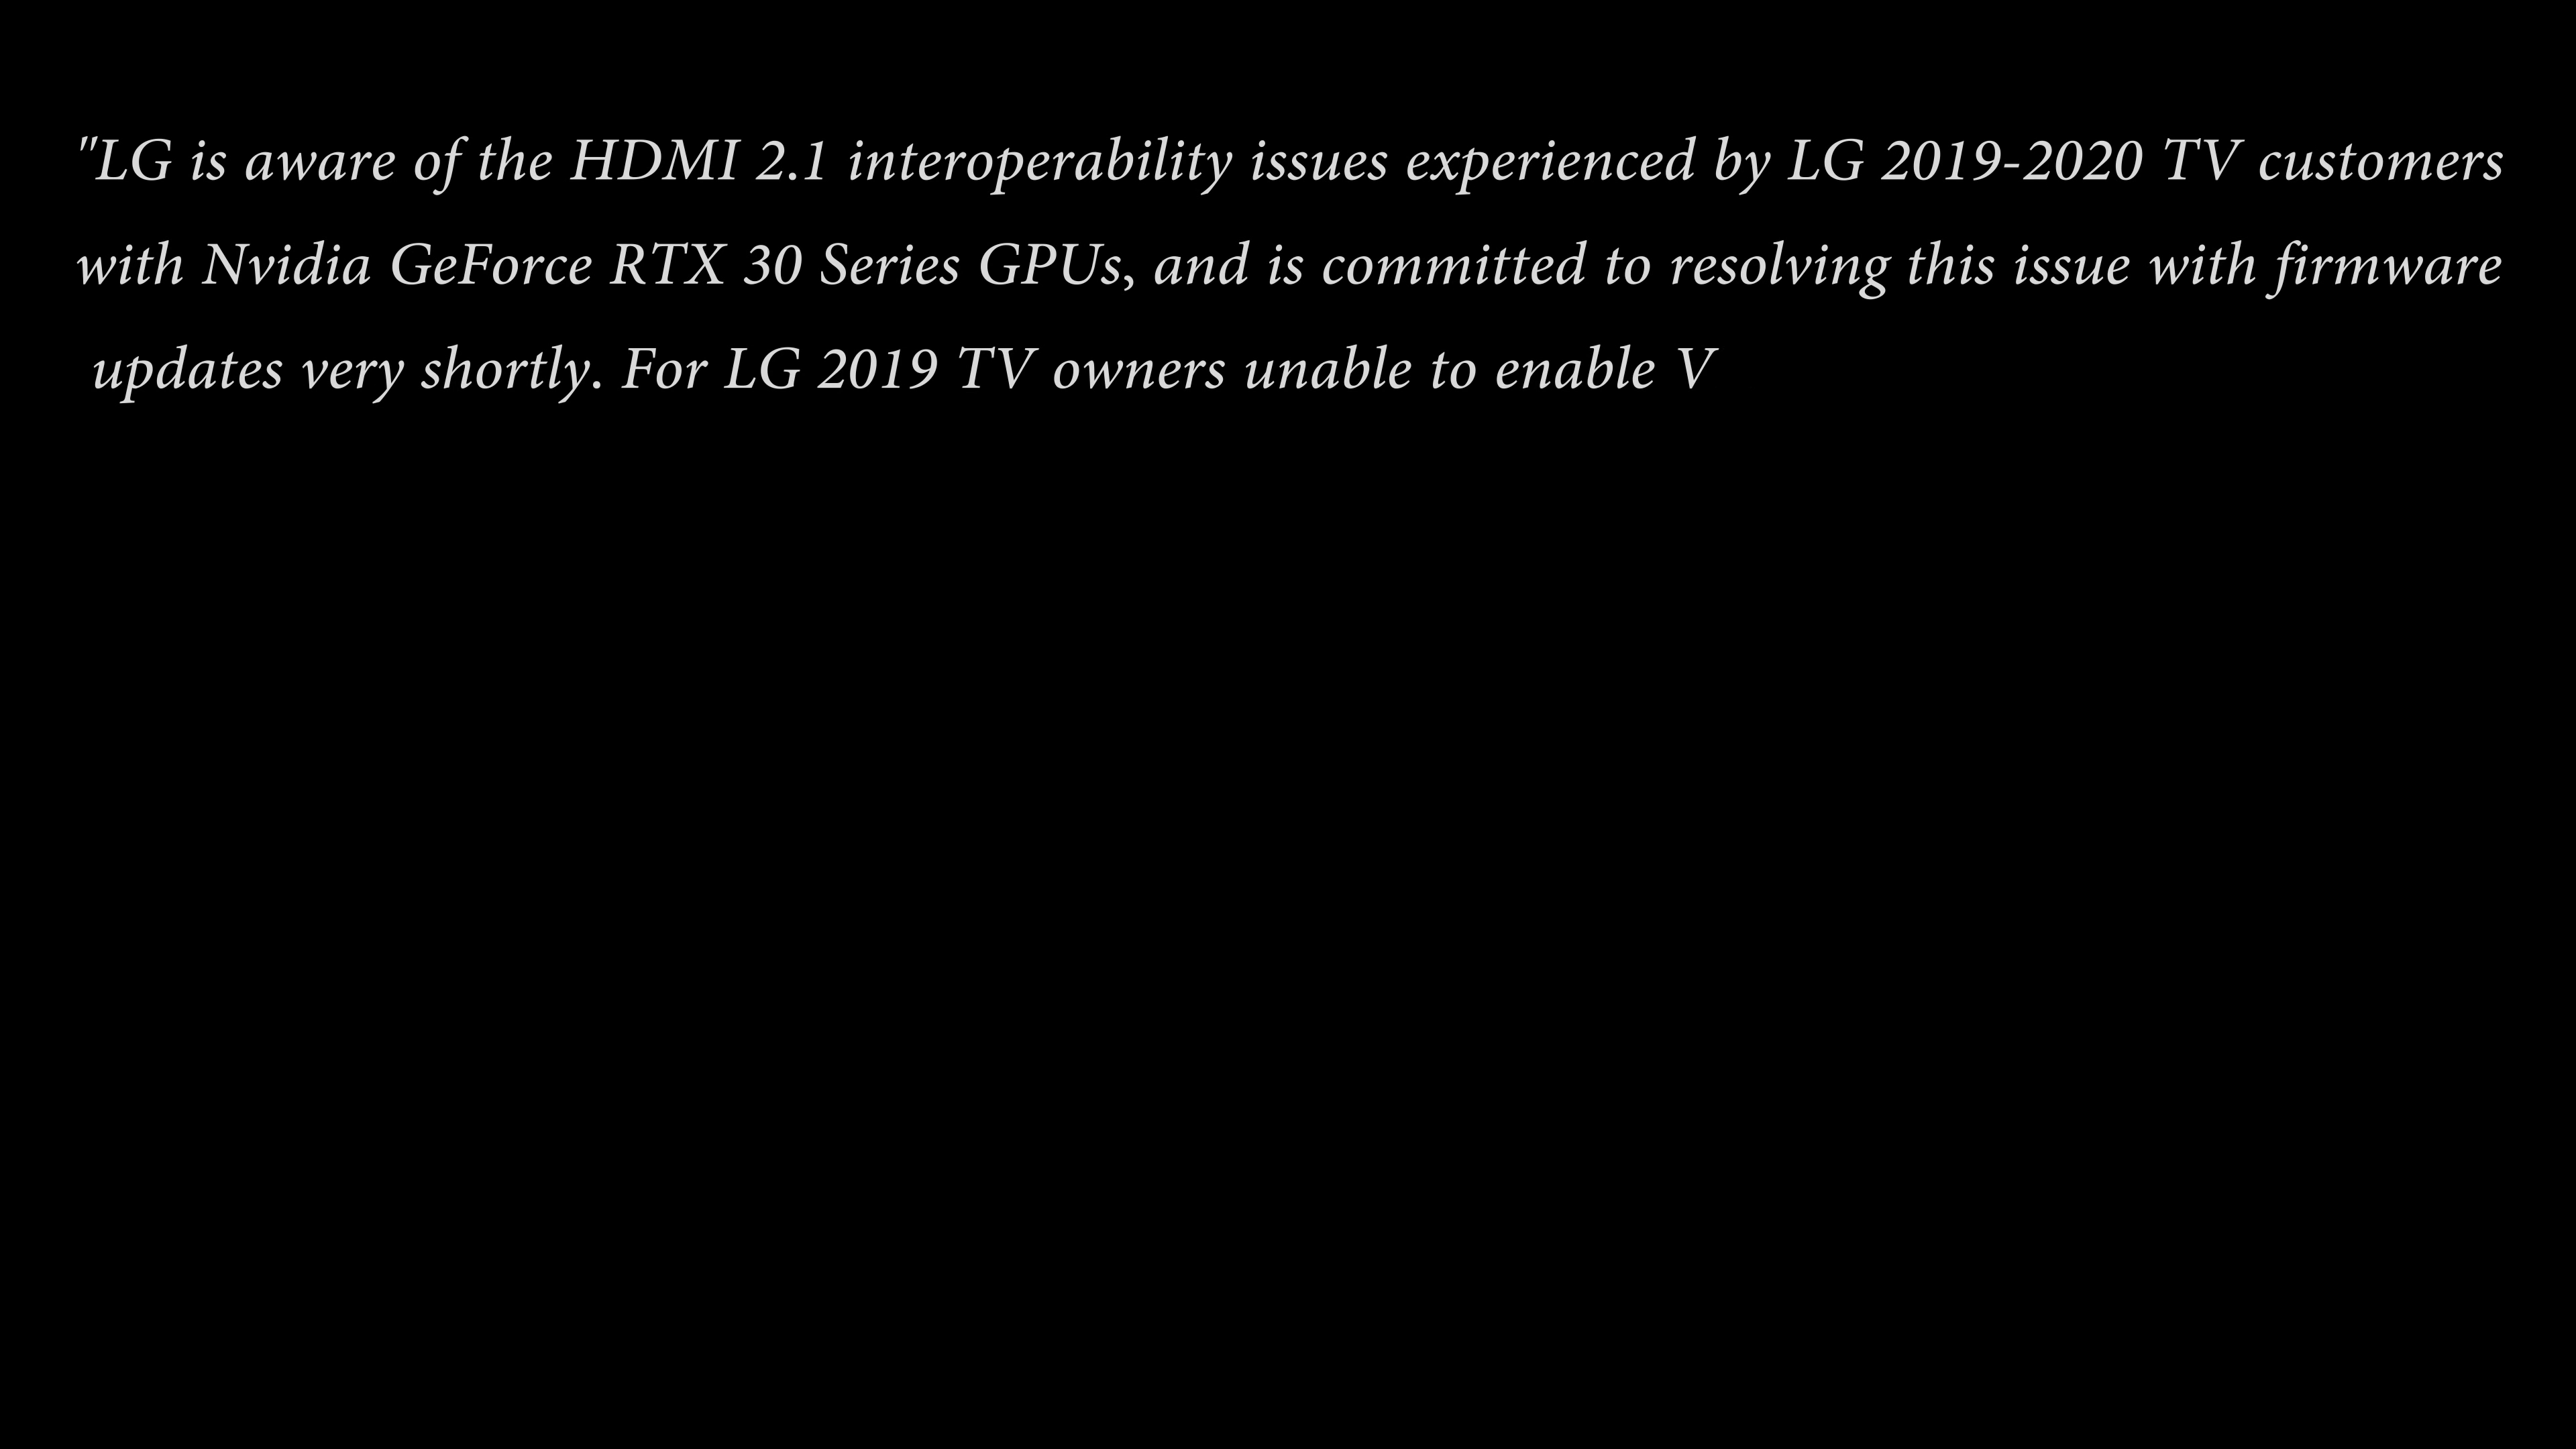 "LG is aware of the HDMI 2.1 interoperability issues experienced by LG 2019-2020 TV customers
with Nvidia GeForce RTX 30 Series GPUs, and is committed to resolving this issue with firmware
updates very shortly. For LG 2019 TV owners unable to enable V